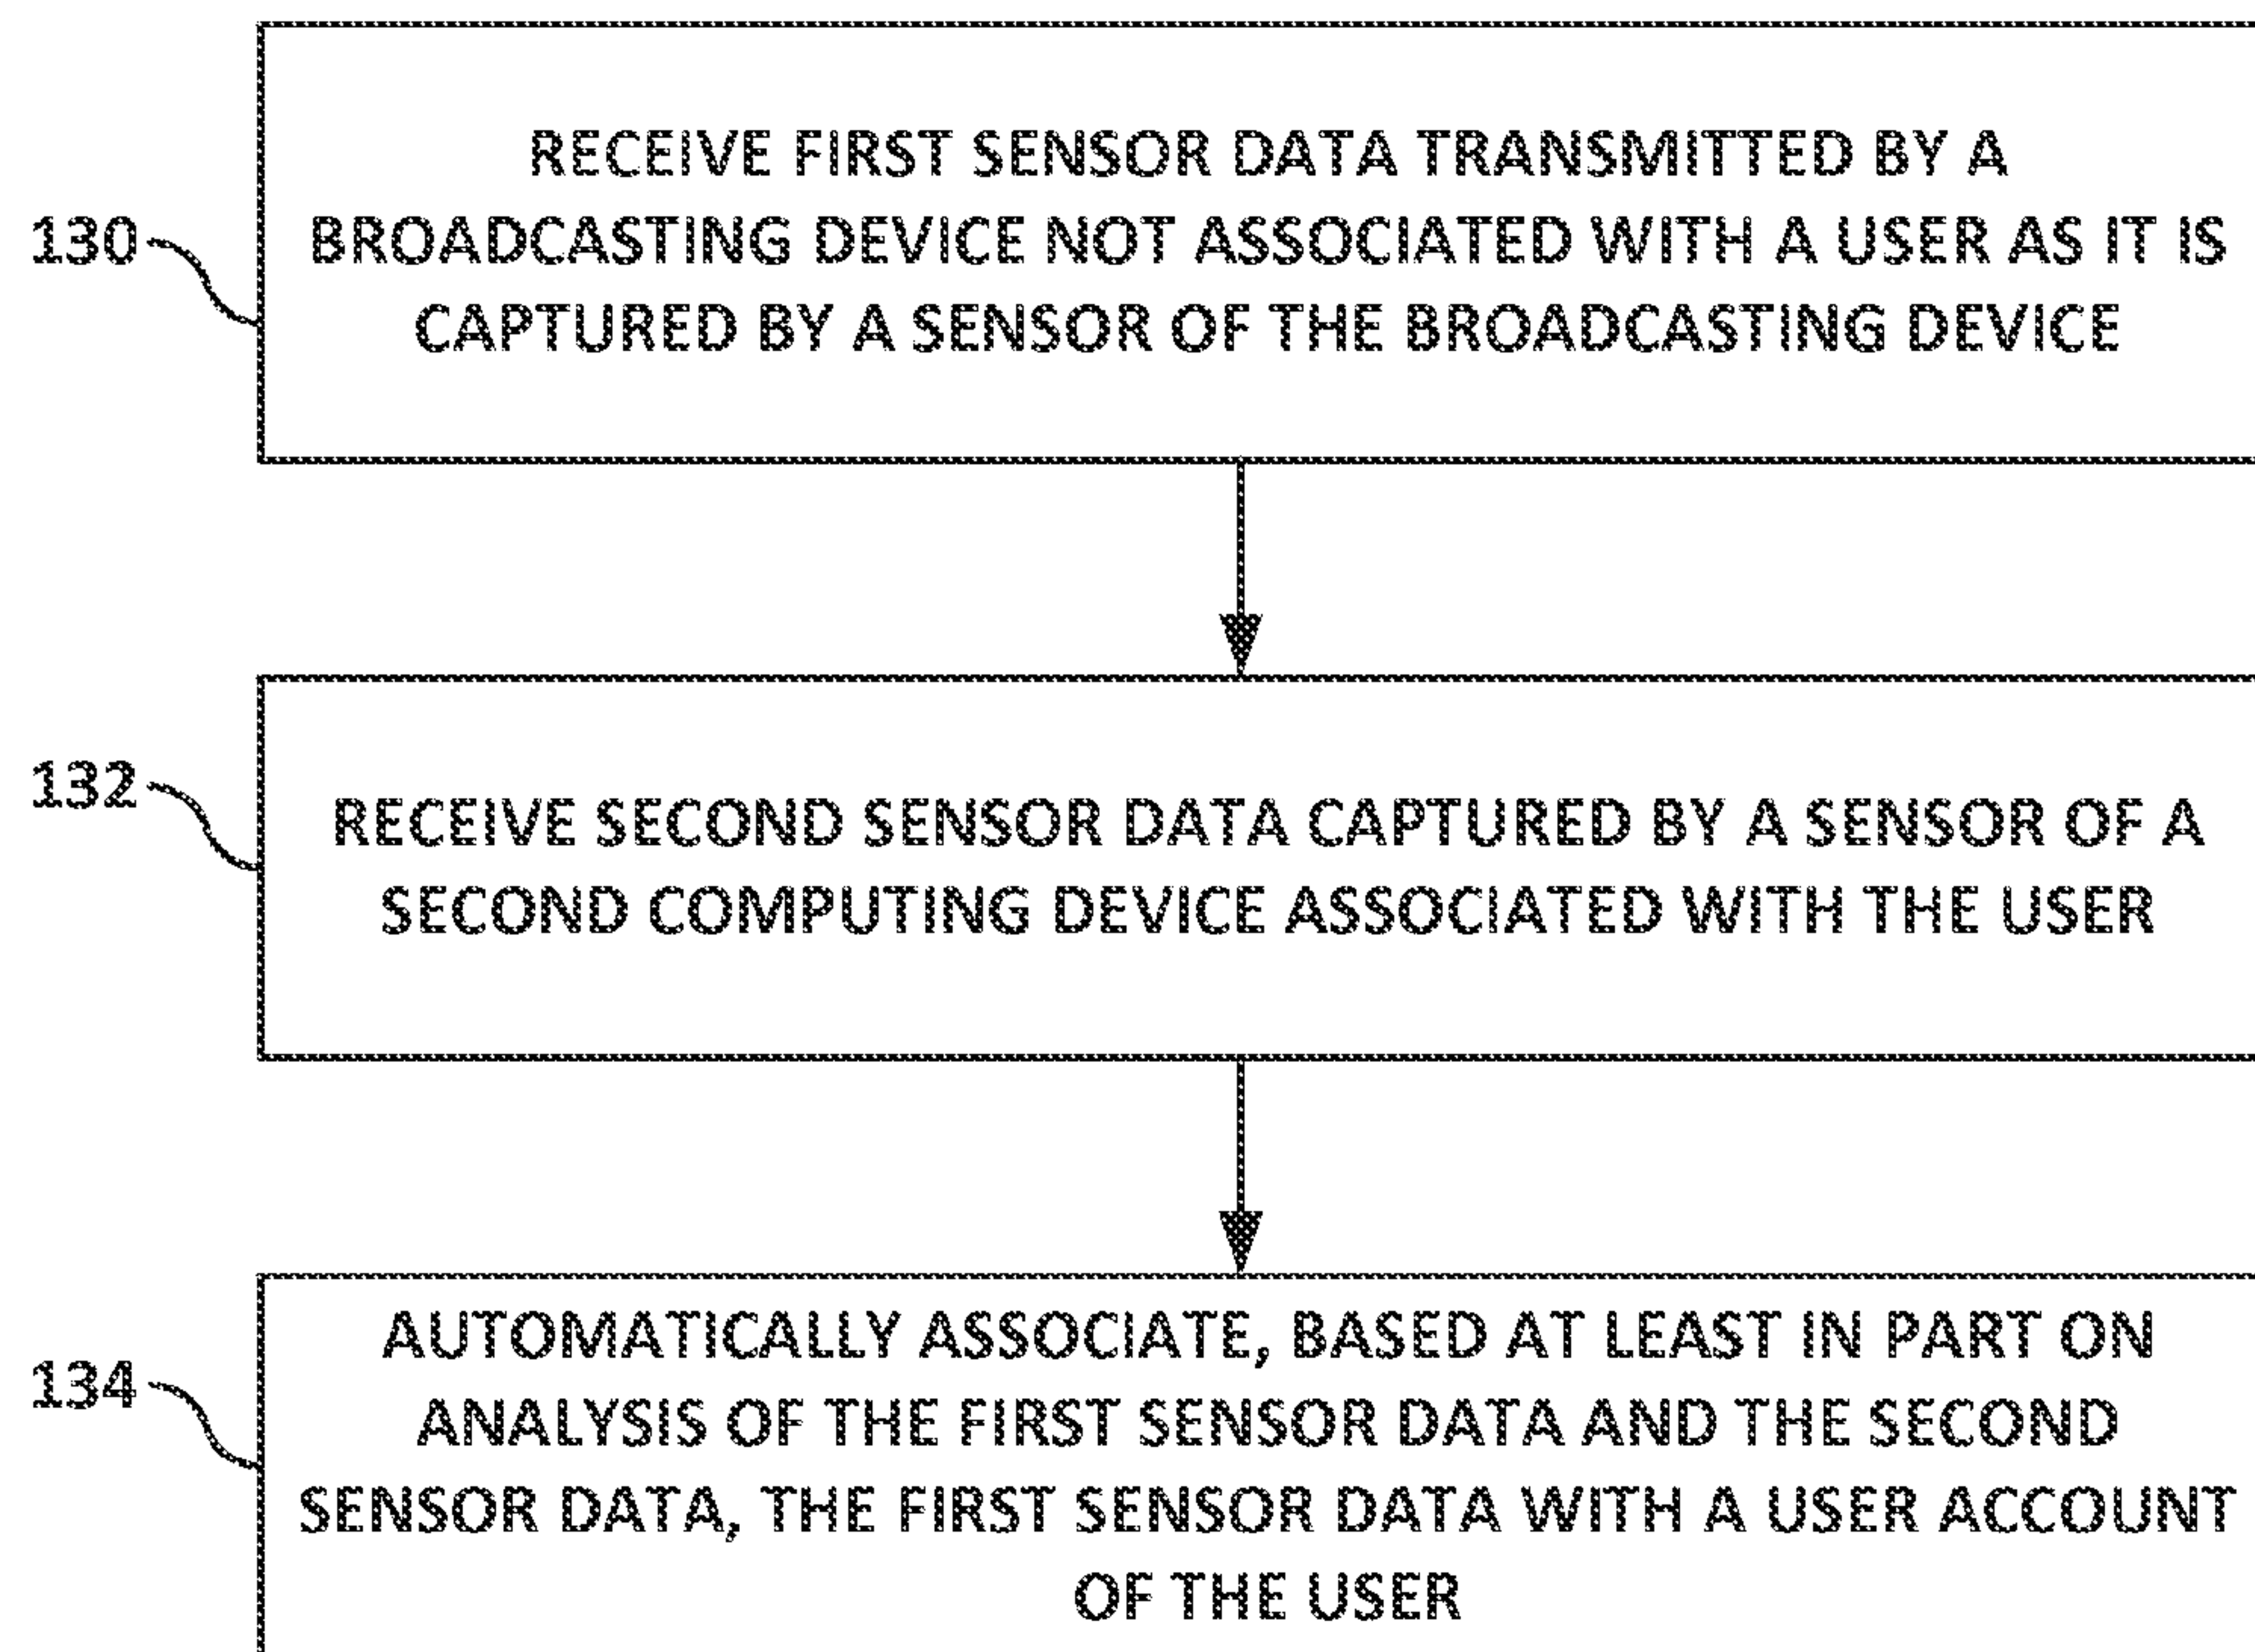 RECEIVE FIRST SENSOR DATA TRANSMITTED BY A
130
BROADCASTING DEVICE NOT ASSOCIATED WITH A USER AS IT IS
CAPTURED BY A SENSOR OF THE BROADCASTING DEVICE
132
RECEIVE SECOND SENSOR DATA CAPTURED BY A SENSOR OF A
SECOND COMPUTING DEVICE ASSOCIATED WITH THE USER
AUTOMATICALLY ASSOCIATE, BASED AT LEAST IN PART ON
134
ANALYSIS OF THE FIRST SENSOR DATA AND THE SECOND
SENSOR DATA, THE FIRST SENSOR DATA WITH A USER ACCOUNT
OF THE USER